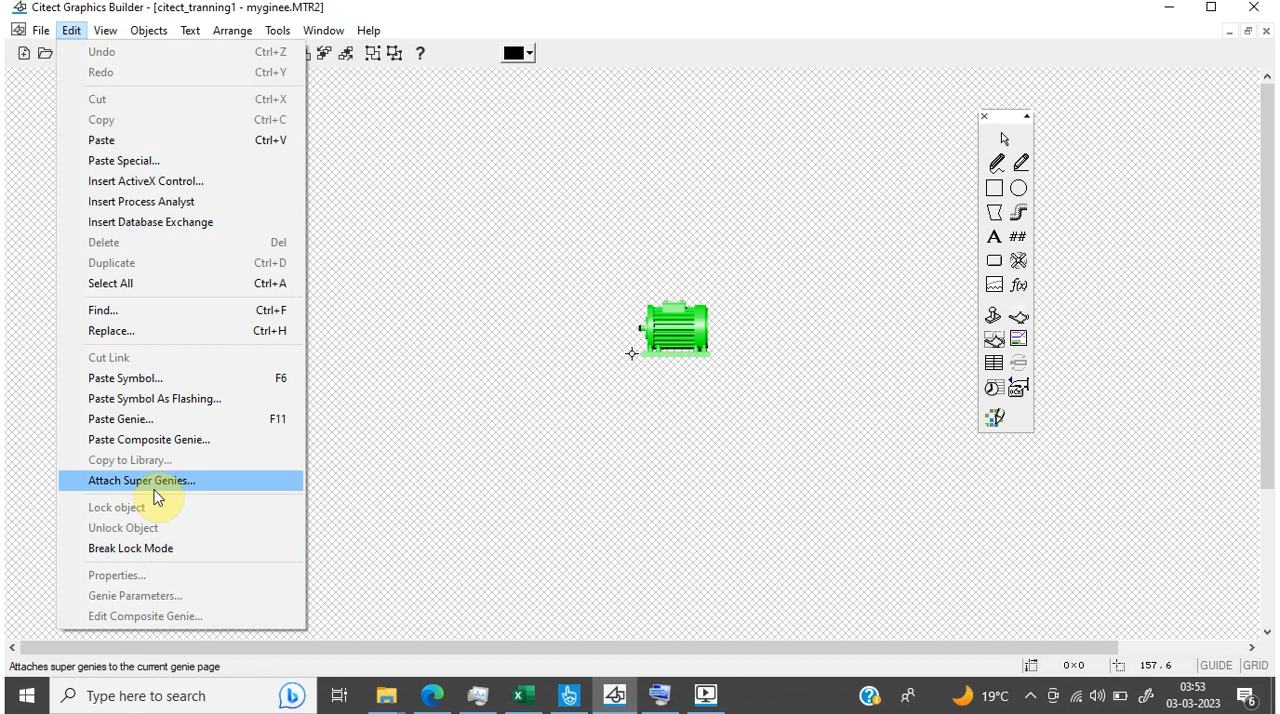 Citect Graphics Builder - [citect_tranning1 - myginee.MTR2]
File Edit View Objects Text Arrange Tools Window Help
Undo Ctrl+Z
Redo Ctrl+Y
Cut Ctrl+X
Copy Ctrl+C
Paste Ctrl+V
Paste Special...
Insert ActiveX Control...
Insert Process Analyst
Insert Database Exchange
Delete Del
Duplicate Ctrl+D
Select All Ctrl+A
Find... Ctrl+F
Replace... Ctrl+H
Cut Link
Paste Symbol... F6
Paste Symbol As Flashing...
Paste Genie... F11
Paste Composite Genie...
Copy to Library...
Attach Super Genies...
Lock object
Unlock Object
Break Lock Mode
Properties...
Genie Parameters...
Edit Composite Genie...
A ##
f(x)
Attaches super genies to the current genie page
0×0 157 , 6 GUIDE GRID
Type here to search
19°C
03:53
03-03-2023
6